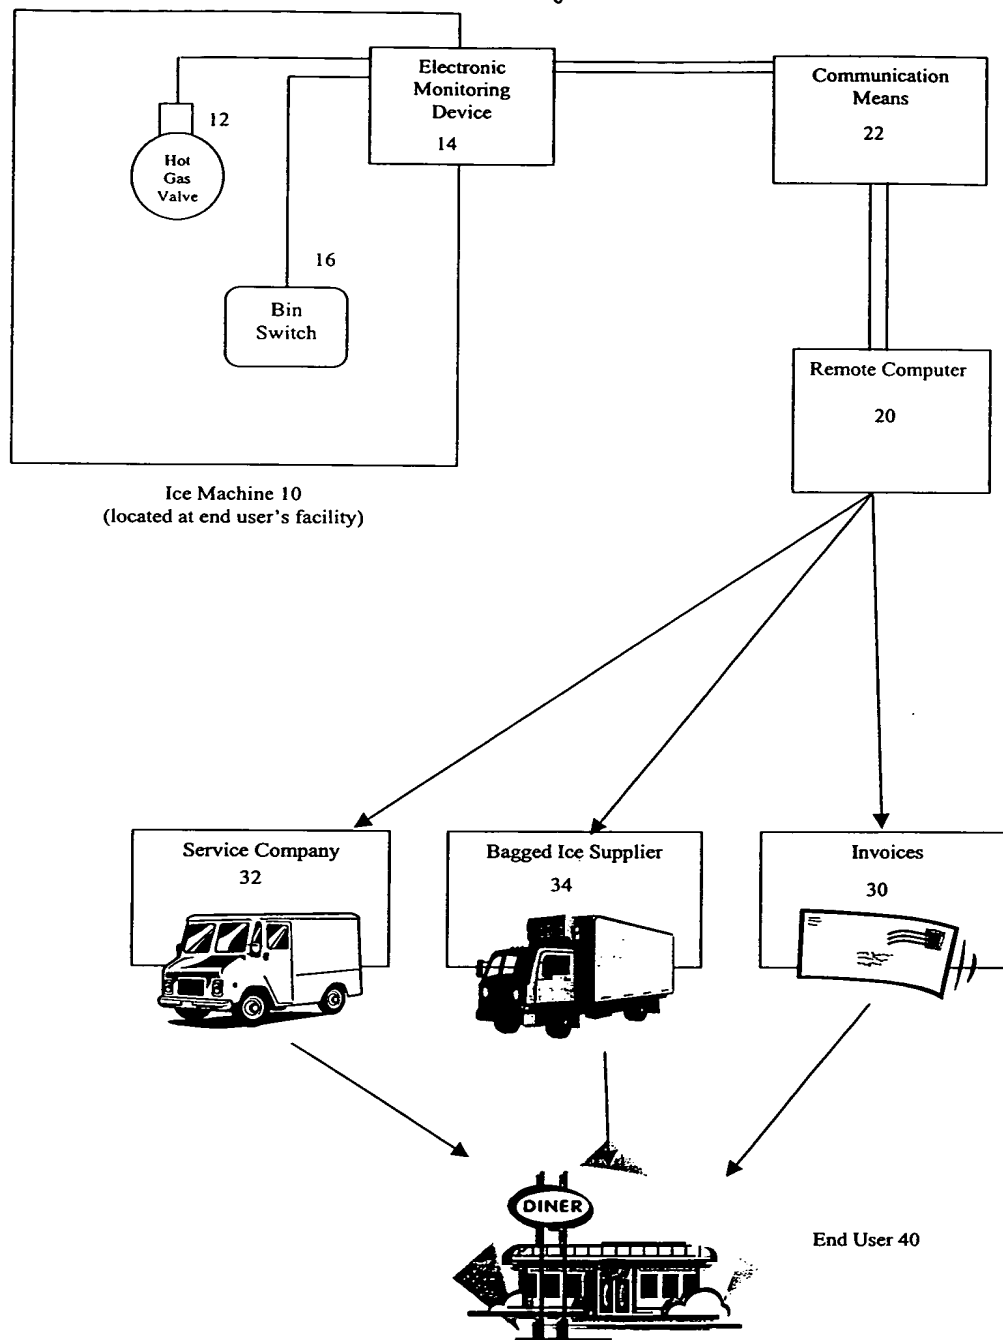 Electronic
Monitoring
Device
14
Communication
Means
22
12
Hot
Gas
Valve
16
Bin
Switch
Remote Computer
20
Ice Machine 10
(located at end user's facility)
Service Company
32
Bagged Ice Supplier
34
Invoices
30
DINER
End User 40